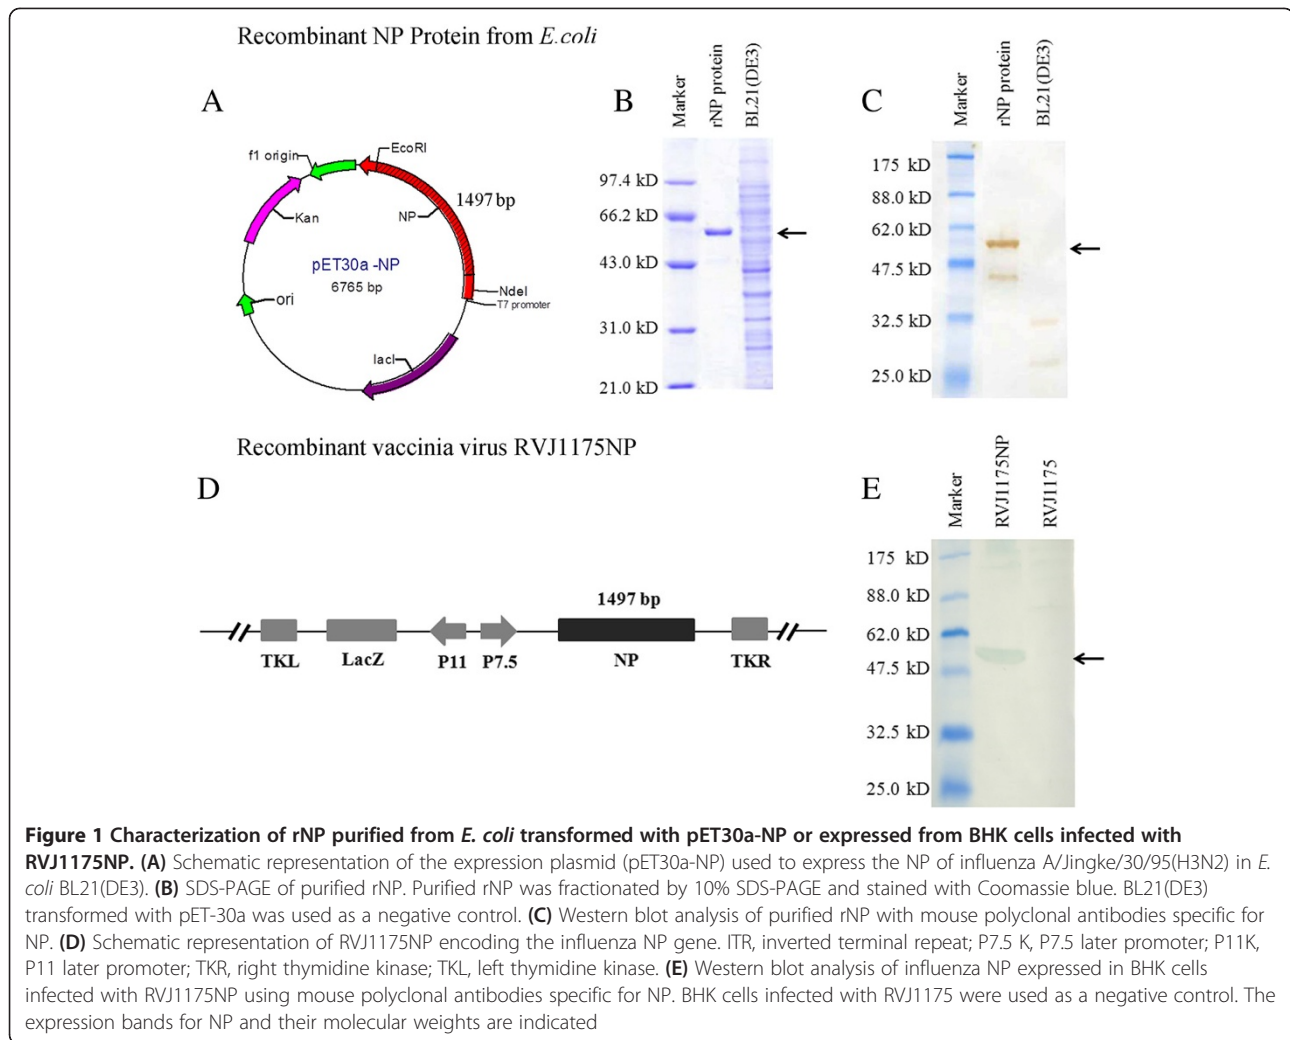 Recombinant NP Protein from E.coli
A
f1 origin
EcoRI
1497 bp
NP
Kan
pET30a -NP
6765 bp
ori
NdeI
T7 promoter
lacI
B
Marker
rNP protein
BL21(DE3)
97.4 kD
66.2 kD
43.0 kD
31.0 kD
21.0 kD
C
Marker
rNP protein
BL21(DE3)
175 kD
88.0 kD
62.0 kD
47.5 kD
32.5 kD
25.0 kD
Recombinant vaccinia virus RVJ1175NP
D
1497 bp
TKL
LacZ
P11
P7.5
NP
TKR
E
Marker
RVJ1175NP
RVJ1175
175 kD
88.0 kD
62.0 kD
47.5 kD
32.5 kD
25.0 kD
Figure 1 Characterization of rNP purified from E. coli transformed with pET30a-NP or expressed from BHK cells infected with
RVJ1175NP. (A) Schematic representation of the expression plasmid (pET30a-NP) used to express the NP of influenza A/Jingke/30/95(H3N2) in E.
coli BL21(DE3). (B) SDS-PAGE of purified rNP. Purified rNP was fractionated by 10% SDS-PAGE and stained with Coomassie blue. BL21(DE3)
transformed with pET-30a was used as a negative control. (C) Western blot analysis of purified rNP with mouse polyclonal antibodies specific for
NP. (D) Schematic representation of RVJ1175NP encoding the influenza NP gene. ITR, inverted terminal repeat; P7.5 K, P7.5 later promoter; P11K,
P11 later promoter; TKR, right thymidine kinase; TKL, left thymidine kinase. (E) Western blot analysis of influenza NP expressed in BHK cells
infected with RVJ1175NP using mouse polyclonal antibodies specific for NP. BHK cells infected with RVJ1175 were used as a negative control. The
expression bands for NP and their molecular weights are indicated